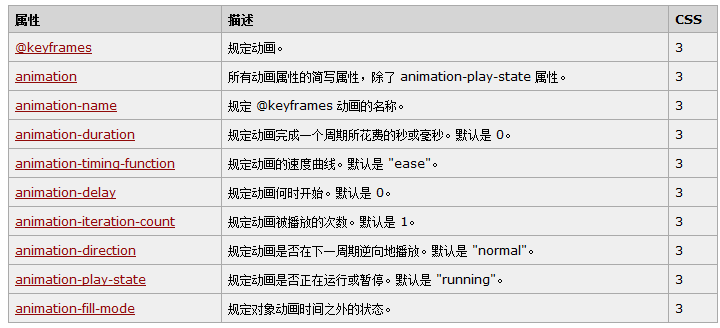 属性 描述 CSS
@keyframes 规定动画。 3
animation 所有动画属性的简写属性，除了 animation-play-state 属性。 3
animation-name 规定 @keyframes 动画的名称。 3
animation-duration 规定动画完成一个周期所花费的秒或毫秒。默认是 0。 3
animation-timing-function 规定动画的速度曲线。默认是 "ease"。 3
animation-delay 规定动画何时开始。默认是 0。 3
animation-iteration-count 规定动画被播放的次数。默认是 1。 3
animation-direction 规定动画是否在下一周期逆向地播放。默认是 "normal"。 3
animation-play-state 规定动画是否正在运行或暂停。默认是 "running"。 3
animation-fill-mode 规定对象动画时间之外的状态。 3